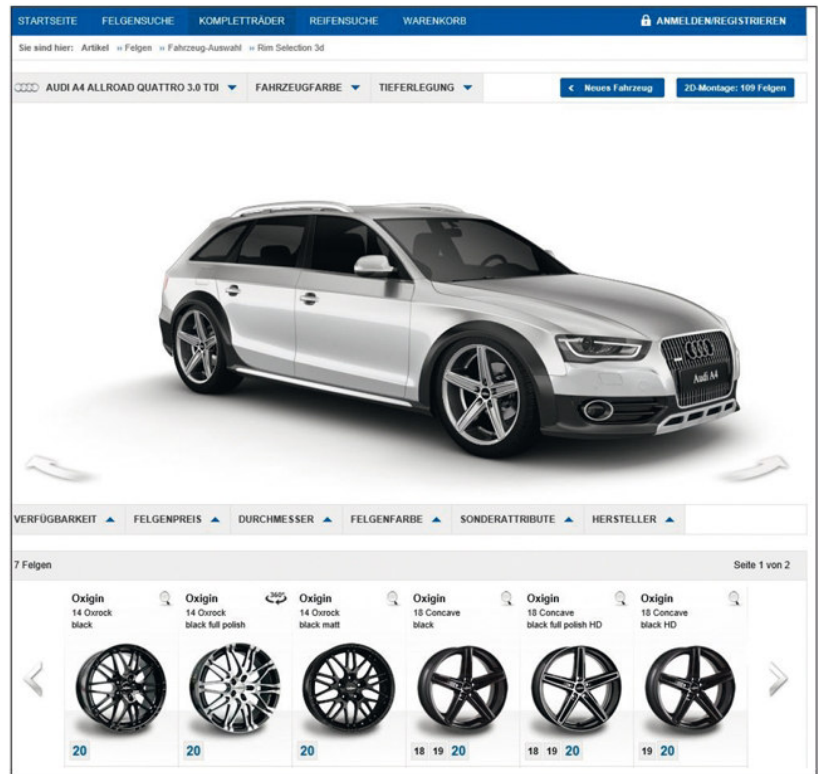 STARTSEITE FELGENSUCHE KOMPLETTRÄDER REIFENSUCHE WARENKORB ANMELDEN/REGISTRIEREN
Sie sind hier: Artikel » Felgen » Fahrzeug-Auswahl » Rim Selection 3d
AUDI A4 ALLROAD QUATTRO 3.0 TDI FAHRZEUGFARBE TIEFERLEGUNG Neues Fahrzeug 2D-Montage: 109 Felgen
Audi A4
VERFÜGBARKEIT FELGENPREIS DURCHMESSER FELGENFARBE SONDERATTRIBUTE HERSTELLER
7 Felgen Seite 1 von 2
Oxigin Oxigin 360° Oxigin Oxigin Oxigin Oxigin
14 Oxrock 14 Oxrock 14 Oxrock 18 Concave 18 Concave 18 Concave
black black full polish black matt black black full polish HD black HD
20 20 20 18 19 20 18 19 20 19 20